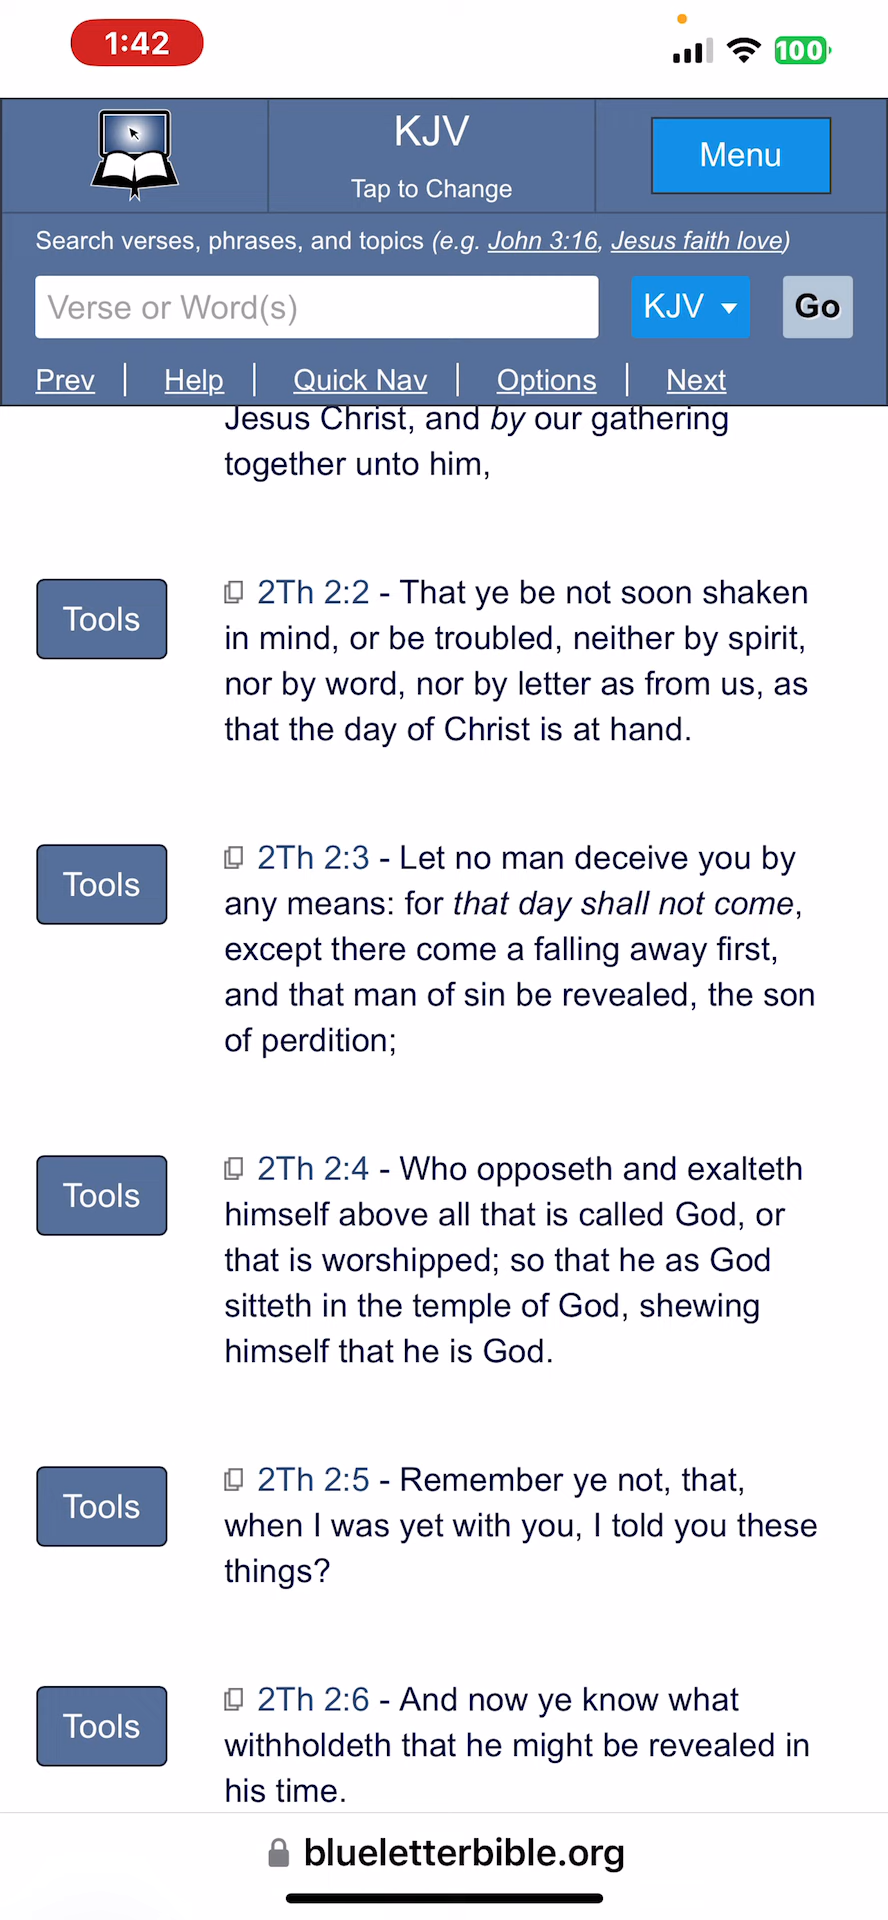 1:42
100
KJV
Tap to Change
Menu
Search verses, phrases, and topics (e.g. John 3:16, Jesus faith love)
Verse or Word(s)
KJV
Go
Prev | Help | Quick Nav | Options | Next
Jesus Christ, and by our gathering
together unto him,
Tools
2Th 2:2 - That ye be not soon shaken
in mind, or be troubled, neither by spirit,
nor by word, nor by letter as from us, as
that the day of Christ is at hand.
Tools
2Th 2:3 - Let no man deceive you by
any means: for that day shall not come,
except there come a falling away first,
and that man of sin be revealed, the son
of perdition;
Tools
2Th 2:4 - Who opposeth and exalteth
himself above all that is called God, or
that is worshipped; so that he as God
sitteth in the temple of God, shewing
himself that he is God.
Tools
2Th 2:5 - Remember ye not, that,
when I was yet with you, I told you these
things?
Tools
2Th 2:6 - And now ye know what
withholdeth that he might be revealed in
his time.
blueletterbible.org